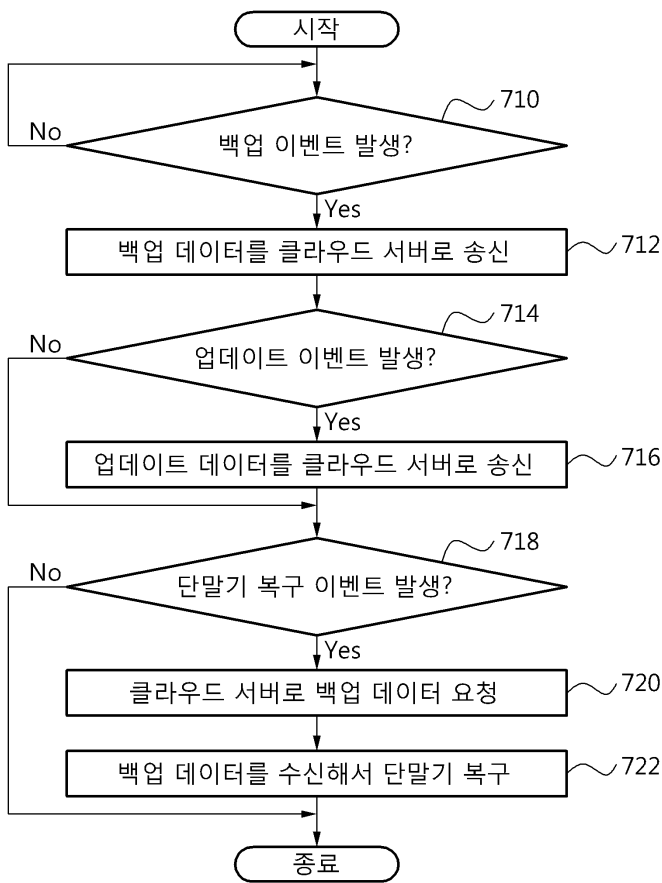 시작
710
No
백업 이벤트 발생?
Yes
712
백업 데이터를 클라우드 서버로 송신
714
No
업데이트 이벤트 발생?
Yes
716
업데이트 데이터를 클라우드 서버로 송신
718
No
단말기 복구 이벤트 발생?
Yes
720
클라우드 서버로 백업 데이터 요청
722
백업 데이터를 수신해서 단말기 복구
종료